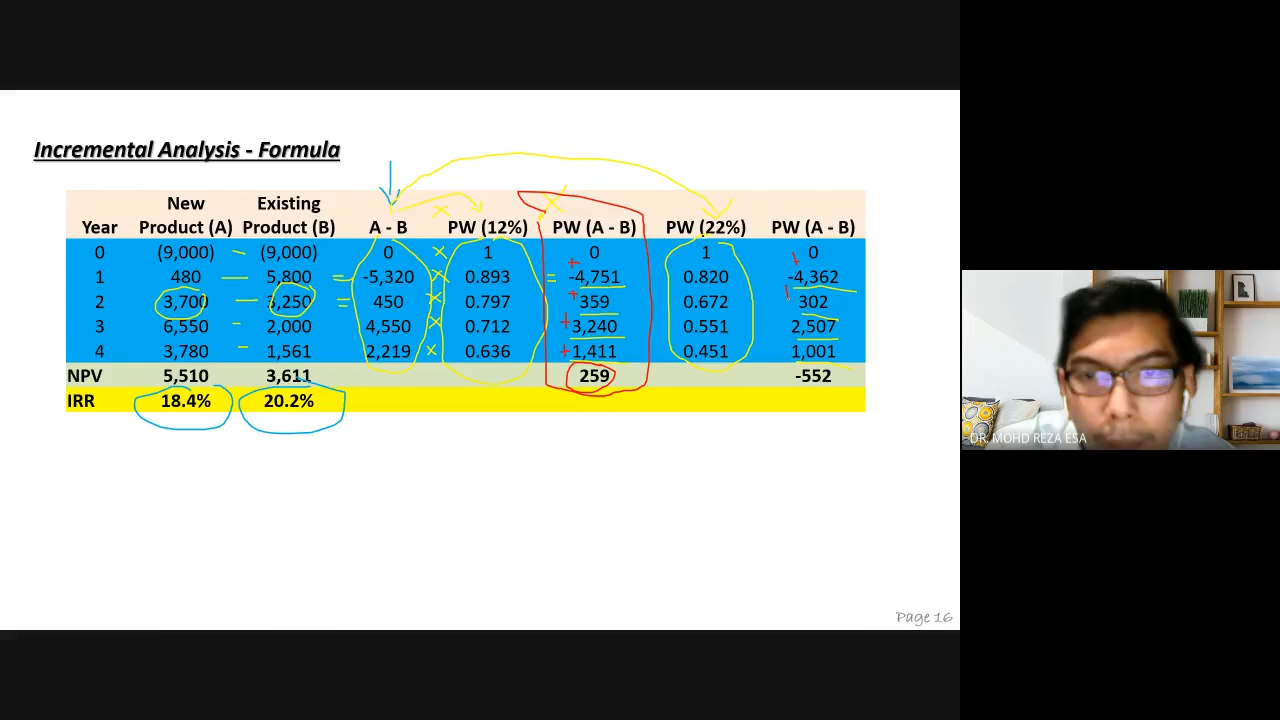 Incremental Analysis - Formula
Year New Product (A) Existing Product (B) A - B PW (12%) PW (A - B) PW (22%) PW (A - B)
0 (9,000) (9,000) 0 1 0 1 0
1 480 5,800 -5,320 0.893 -4,751 0.820 -4,362
2 3,700 3,250 450 0.797 359 0.672 302
3 6,550 2,000 4,550 0.712 3,240 0.551 2,507
4 3,780 1,561 2,219 0.636 1,411 0.451 1,001
NPV 5,510 3,611 259 -552
IRR 18.4% 20.2%
DR. MOHD REZA ESA
Page 16